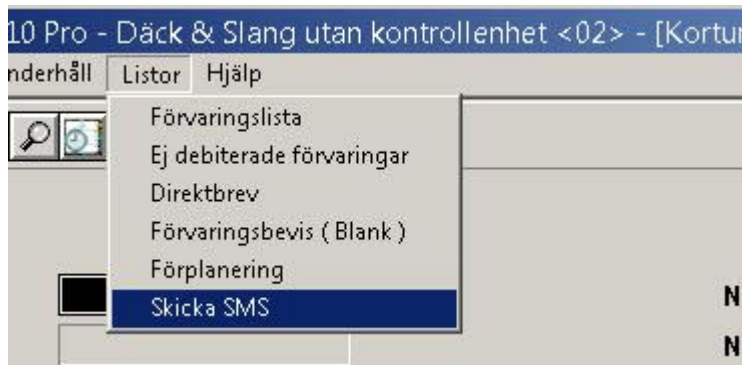 10 Pro - Däck & Slang utan kontrollenhet <02> - [Kortur
nderhåll Listor Hjälp
Förvaringslista
Ej debiterade förvaringar
Direktbrev
Förvaringsbevis ( Blank )
Förplanering
Skicka SMS
N
N